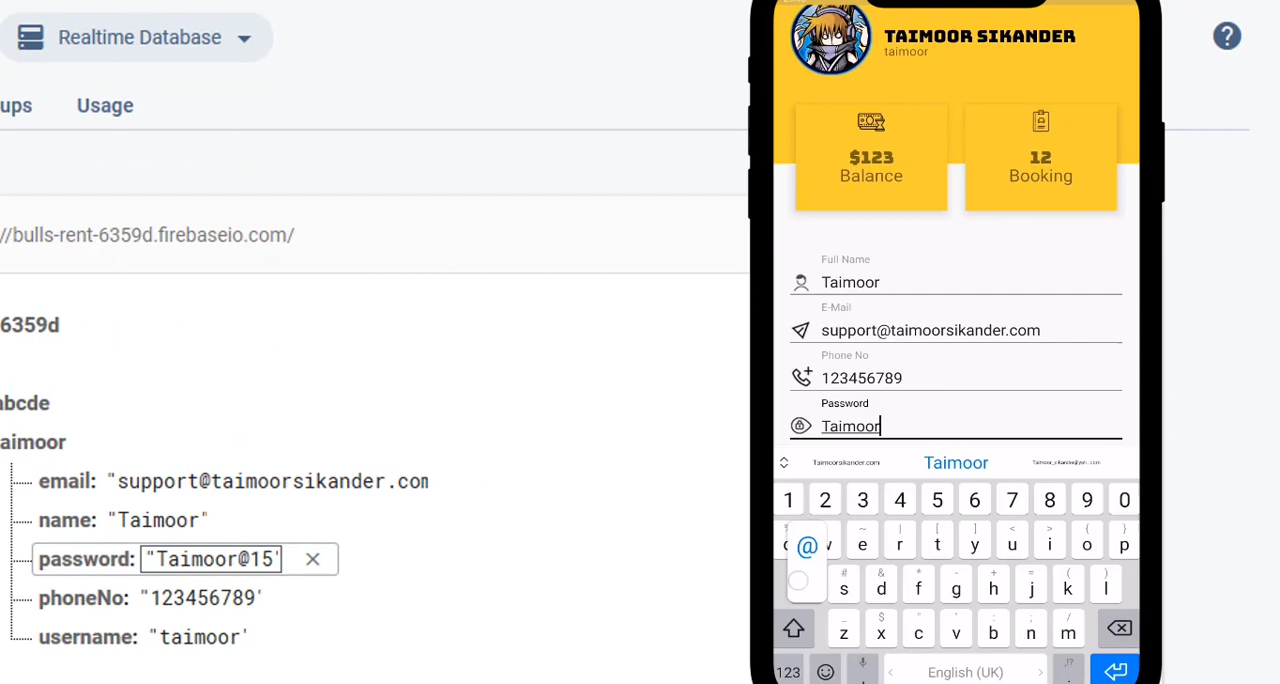 Realtime Database
ups
Usage
//bulls-rent-6359d.firebaseio.com/
6359d
abcde
aimoor
email: "support@taimoorsikander.com
name: "Taimoor"
password: "Taimoor@15'
phoneNo: "123456789'
username: "taimoor'
TAIMOOR SIKANDER
taimoor
$123
Balance
12
Booking
Full Name
Taimoor
E-Mail
support@taimoorsikander.com
Phone No
123456789
Password
Taimoor
Taimoorsikander.com Taimoor
1 2 3 4 5 6 7 8 9 0
@ w e r t y u i o p
s d f g h j k l
z x c v b n m
123 English (UK)